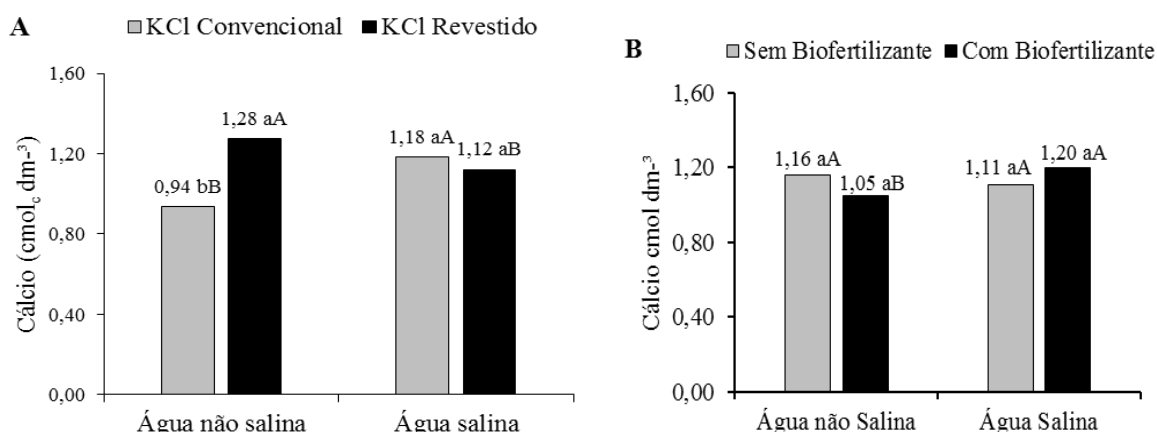 A
KCl Convencional KCl Revestido
Cálcio (cmolc dm-³)
1,60
1,20
0,80
0,40
0,00
0,94 bB
1,28 aA
1,18 aA
1,12 aB
Água não salina
Água salina
B
Sem Biofertilizante Com Biofertilizante
Cálcio cmol dm-³
1,60
1,20
0,80
0,40
0,00
1,16 aA
1,05 aB
1,11 aA
1,20 aA
Água não Salina
Água Salina